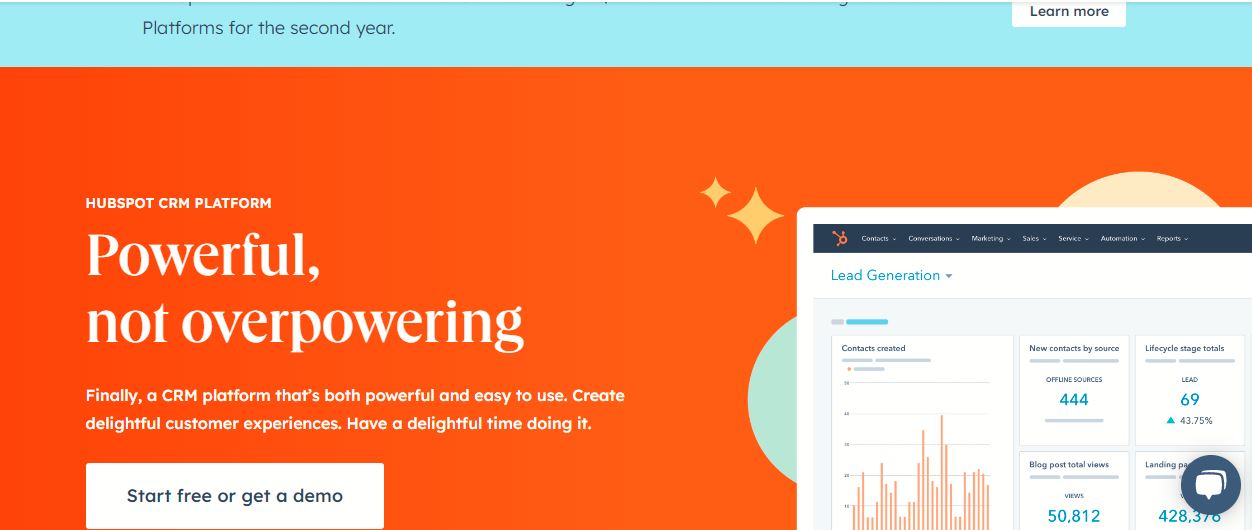 Platforms for the second year.
Learn more
HUBSPOT CRM PLATFORM
Powerful,
not overpowering
Finally, a CRM platform that's both powerful and easy to use. Create
delightful customer experiences. Have a delightful time doing it.
Start free or get a demo
Contacts Conversations Marketing Sales Service Automation Reports
Lead Generation
Contacts created
50
40
30
20
10
New contacts by source
OFFLINE SOURCES
444
Lifecycle stage totals
LEAD
69
43.75%
Blog post total views
VIEWS
50,812
Landing
428,376